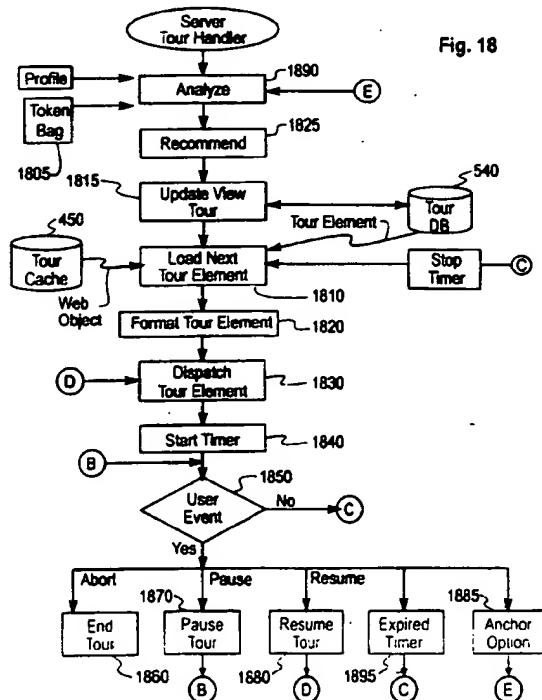 Server
Tour Handler
Fig. 18
1890
Profile
Analyze
E
Token
Bag
1825
Recommend
1805
1815
540
Update View
Tour
Tour
DB
Tour Element
450
Tour
Cache
Load Next
Tour Element
Stop
Timer
C
Web
Object
1810
Format Tour Element
1820
D
Dispatch
Tour Element
1830
Start Timer
1840
B
1850
User
Event
No
C
Yes
Abort
Pause
Resume
1870
1885
End
Tour
Pause
Tour
Resume
Tour
Expired
Timer
Anchor
Option
1860
B
1880
D
1895
C
E